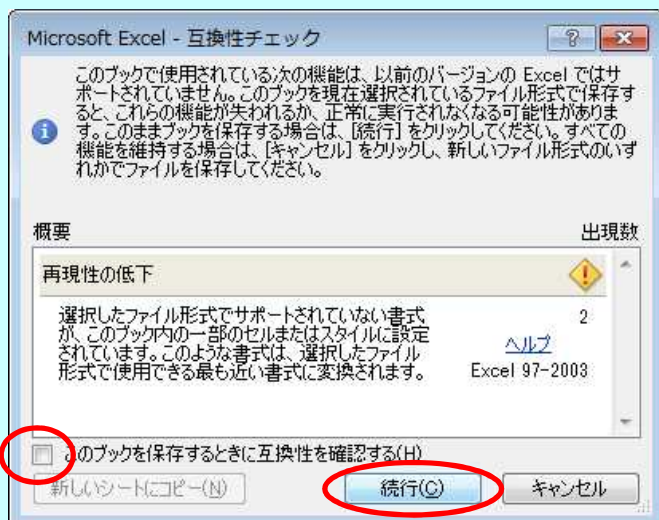 Microsoft Excel - 互換性チェック
このブックで使用されている次の機能は、以前のバージョンの Excel ではサ
ポートされていません。このブックを現在選択されているファイル形式で保存す
ると、これらの機能が失われるか、正常に実行されなくなる可能性がありま
す。このままブックを保存する場合は、[続行] をクリックしてください。すべての
機能を維持する場合は、[キャンセル] をクリックし、新しいファイル形式のいず
れかでファイルを保存してください。
概要 出現数
再現性の低下
選択したファイル形式でサポートされていない書式 2
が、このブック内の一部のセルまたはスタイルに設定
されています。このような書式は、選択したファイル ヘルプ
形式で使用できる最も近い書式に変換されます。 Excel 97-2003
このブックを保存するときに互換性を確認する(H)
新しいシートにコピー(N) 続行(C) キャンセル